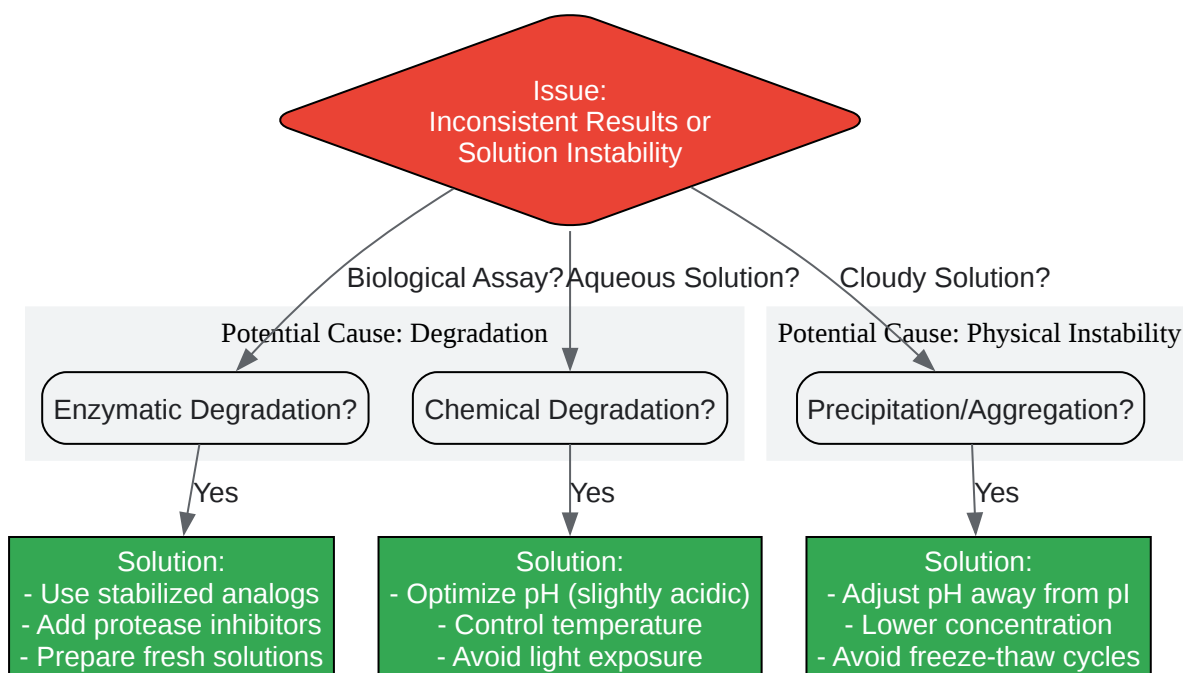 Issue:
Inconsistent Results or
Solution Instability
Biological Assay?
Aqueous Solution?
Cloudy Solution?
Potential Cause: Degradation
Potential Cause: Physical Instability
Enzymatic Degradation?
Chemical Degradation?
Precipitation/Aggregation?
Yes
Yes
Yes
Solution:
- Use stabilized analogs
- Add protease inhibitors
- Prepare fresh solutions
Solution:
- Optimize pH (slightly acidic)
- Control temperature
- Avoid light exposure
Solution:
- Adjust pH away from pI
- Lower concentration
- Avoid freeze-thaw cycles